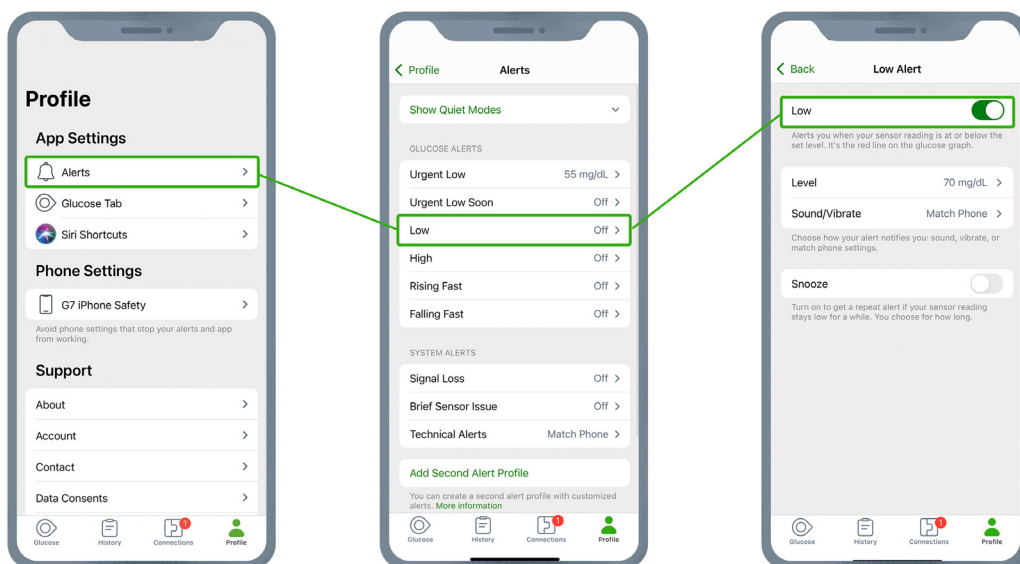 Profile
App Settings
Alerts
Glucose Tab
Siri Shortcuts
Phone Settings
G7 iPhone Safety
Avoid phone settings that stop your alerts and app
from working.
Support
About
Account
Contact
Data Consents
Glucose
History
1
Connections
Profile
Profile
Alerts
Show Quiet Modes
GLUCOSE ALERTS
Urgent Low 55 mg/dL
Urgent Low Soon Off
Low Off
High Off
Rising Fast Off
Falling Fast Off
SYSTEM ALERTS
Signal Loss Off
Brief Sensor Issue Off
Technical Alerts Match Phone
Add Second Alert Profile
You can create a second alert profile with customized
alerts. More information
Glucose
History
1
Connections
Profile
Back
Low Alert
Low
Alerts you when your sensor reading is at or below the
set level. It's the red line on the glucose graph.
Level 70 mg/dL
Sound/Vibrate Match Phone
Choose how your alert notifies you: sound, vibrate, or
match phone settings.
Snooze
Turn on to get a repeat alert if your sensor reading
stays low for a while. You choose for how long.
Glucose
History
1
Connections
Profile